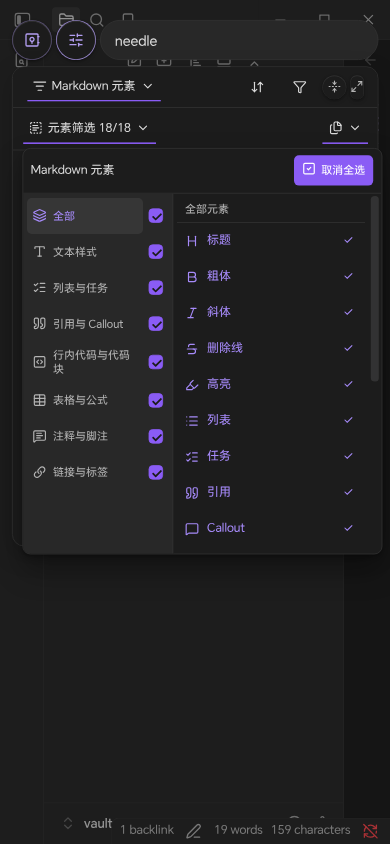 needle
Markdown 元素
元素筛选 18/18
Markdown 元素
取消全选
全部
文本样式
列表与任务
引用与 Callout
行内代码与代码
块
表格与公式
注释与脚注
链接与标签
全部元素
标题
粗体
斜体
删除线
高亮
列表
任务
引用
Callout
vault
1 backlink
19 words
159 characters